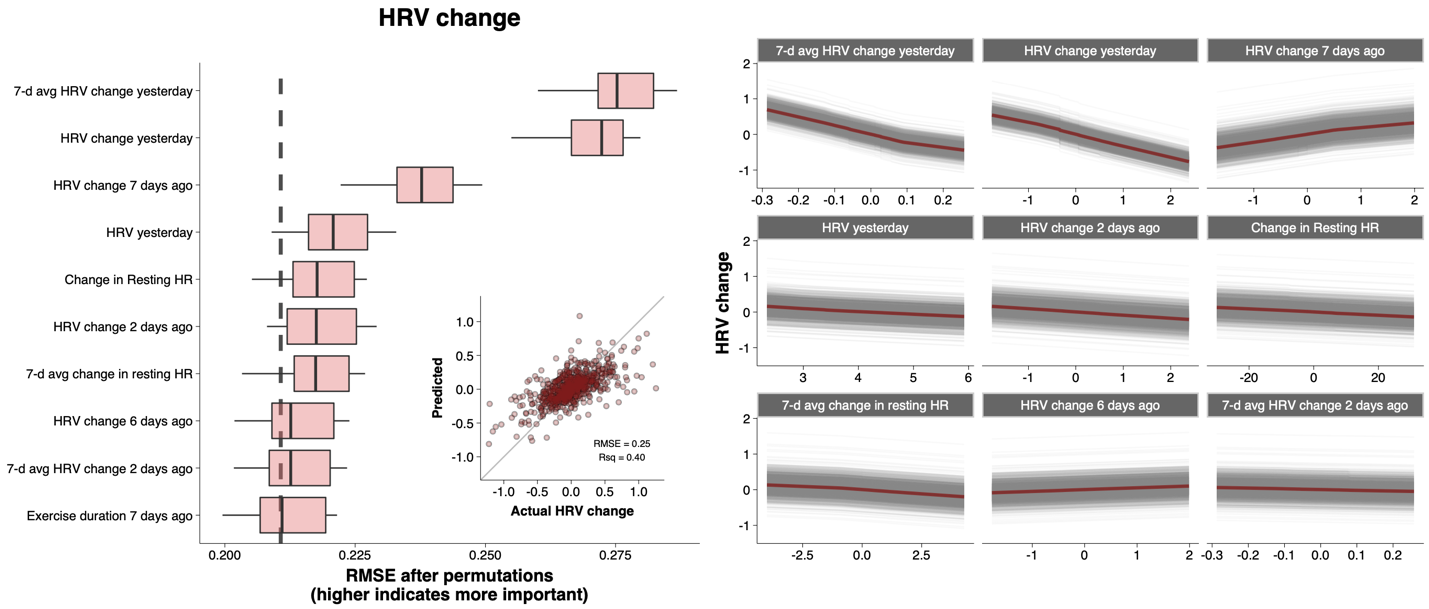 HRV change
7-d avg HRV change yesterday
HRV change yesterday
HRV change 7 days ago
HRV yesterday
Change in Resting HR
HRV change 2 days ago
7-d avg change in resting HR
HRV change 6 days ago
7-d avg HRV change 2 days ago
Exercise duration 7 days ago
0.200 0.225 0.250 0.275
RMSE after permutations
(higher indicates more important)
Predicted
1.0
0.5
0.0
-0.5
-1.0
RMSE = 0.25
Rsq = 0.40
-1.0 -0.5 0.0 0.5 1.0
Actual HRV change
HRV change
7-d avg HRV change yesterday HRV change yesterday HRV change 7 days ago
2
1
0
-1
-0.3 -0.2 -0.1 0.0 0.1 0.2 -1 0 1 2 -1 0 1 2
HRV yesterday HRV change 2 days ago Change in Resting HR
2
1
0
-1
3 4 5 6 -1 0 1 2 -20 0 20
7-d avg change in resting HR HRV change 6 days ago 7-d avg HRV change 2 days ago
2
1
0
-1
-2.5 0.0 2.5 -1 0 1 2 -0.3 -0.2 -0.1 0.0 0.1 0.2